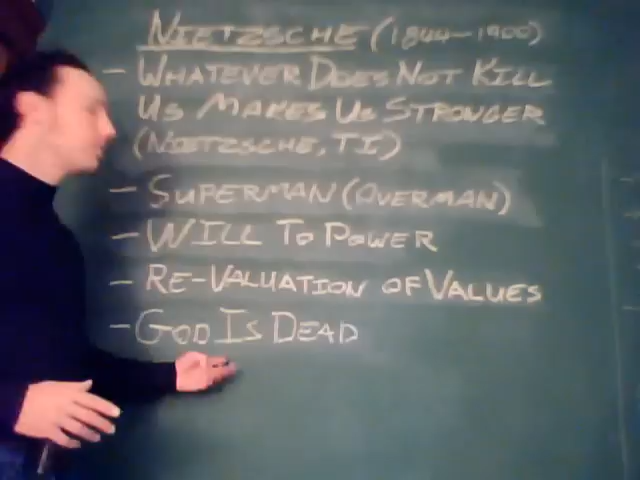 NIETZSCHE (1844-1900)
- WHATEVER DOES NOT KILL
US MAKES US STRONGER
(NIETZSCHE, TI)
- SUPERMAN (OVERMAN)
- WILL TO POWER
- RE-VALUATION OF VALUES
- GOD IS DEAD